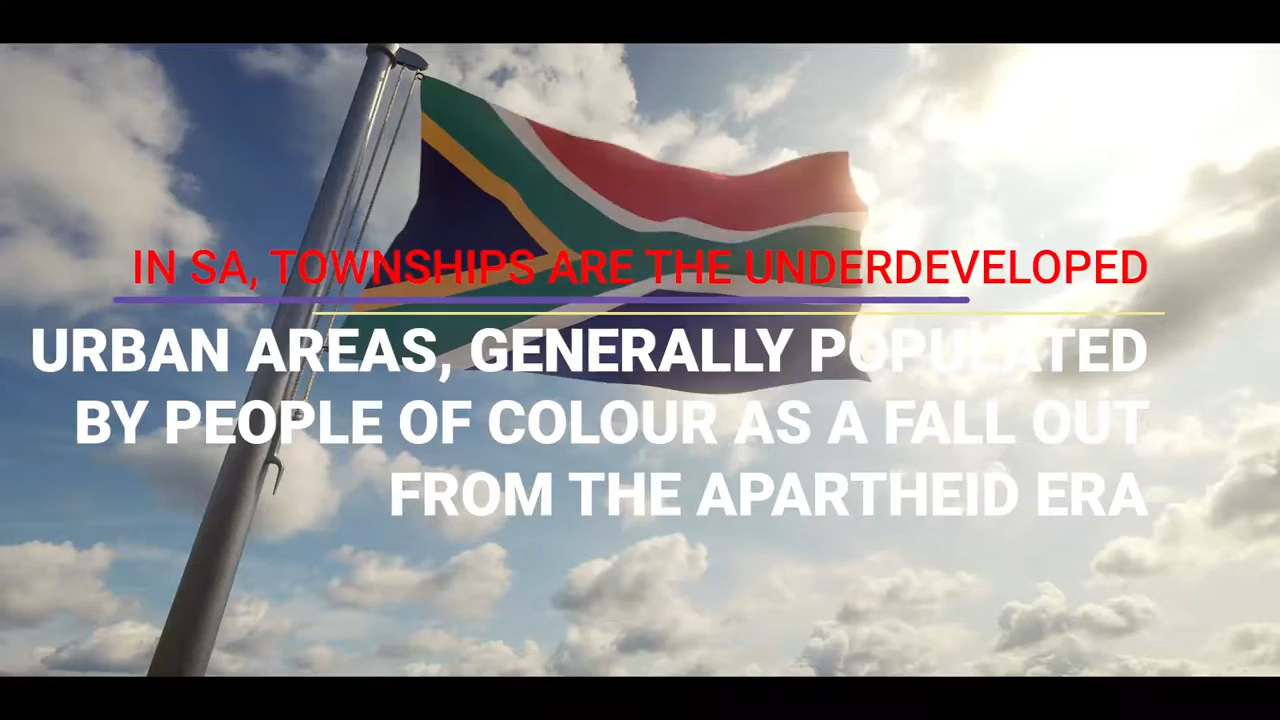 IN SA, TOWNSHIPS ARE THE UNDERDEVELOPED
URBAN AREAS, GENERALLY POPULATED
BY PEOPLE OF COLOUR AS A FALL OUT
FROM THE APARTHEID ERA